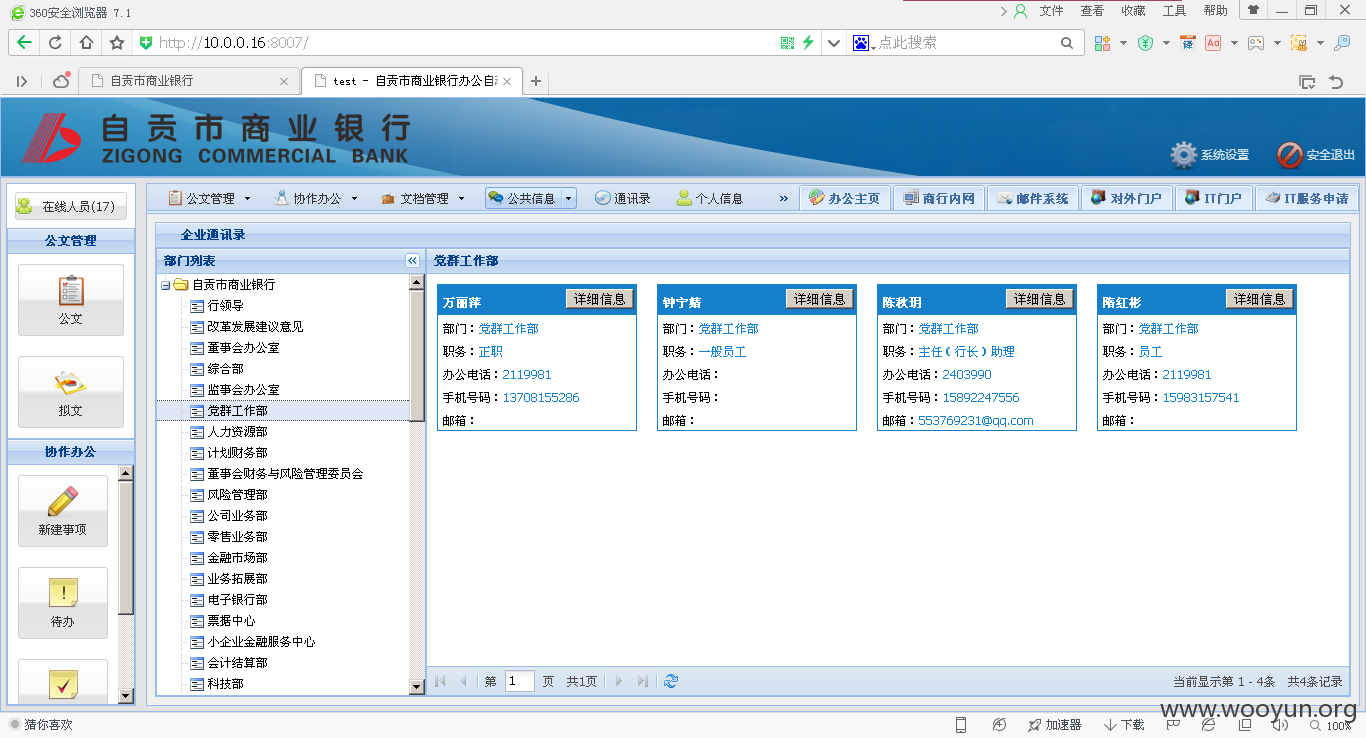 360安全浏览器 7.1
文件 查看 收藏 工具 帮助
http://10.0.0.16:8007/
点此搜索
自贡市商业银行
test - 自贡市商业银行办公自
自贡市商业银行
ZIGONG COMMERCIAL BANK
系统设置 安全退出
在线人员(17)
公文管理 协作办公 文档管理 公共信息 通讯录 个人信息 » 办公主页 商行内网 邮件系统 对外门户 IT门户 IT服务申请
公文管理
公文
拟文
协作办公
新建事项
待办
企业通讯录
部门列表
自贡市商业银行
行领导
改革发展建议意见
董事会办公室
综合部
监事会办公室
党群工作部
人力资源部
计划财务部
董事会财务与风险管理委员会
风险管理部
公司业务部
零售业务部
金融市场部
业务拓展部
电子银行部
票据中心
小企业金融服务中心
会计结算部
科技部
党群工作部
万丽萍 详细信息
部门：党群工作部
职务：正职
办公电话：2119981
手机号码：13708155286
邮箱：
钟宁婧 详细信息
部门：党群工作部
职务：一般员工
办公电话：
手机号码：
邮箱：
陈秋玥 详细信息
部门：党群工作部
职务：主任（行长）助理
办公电话：2403990
手机号码：15892247556
邮箱：553769231@qq.com
隋红彬 详细信息
部门：党群工作部
职务：员工
办公电话：2119981
手机号码：15983157541
邮箱：
第 1 页 共1页
当前显示第 1 - 4条 共4条记录
www.wooyun.org
猜你喜欢
加速器 下载 100%